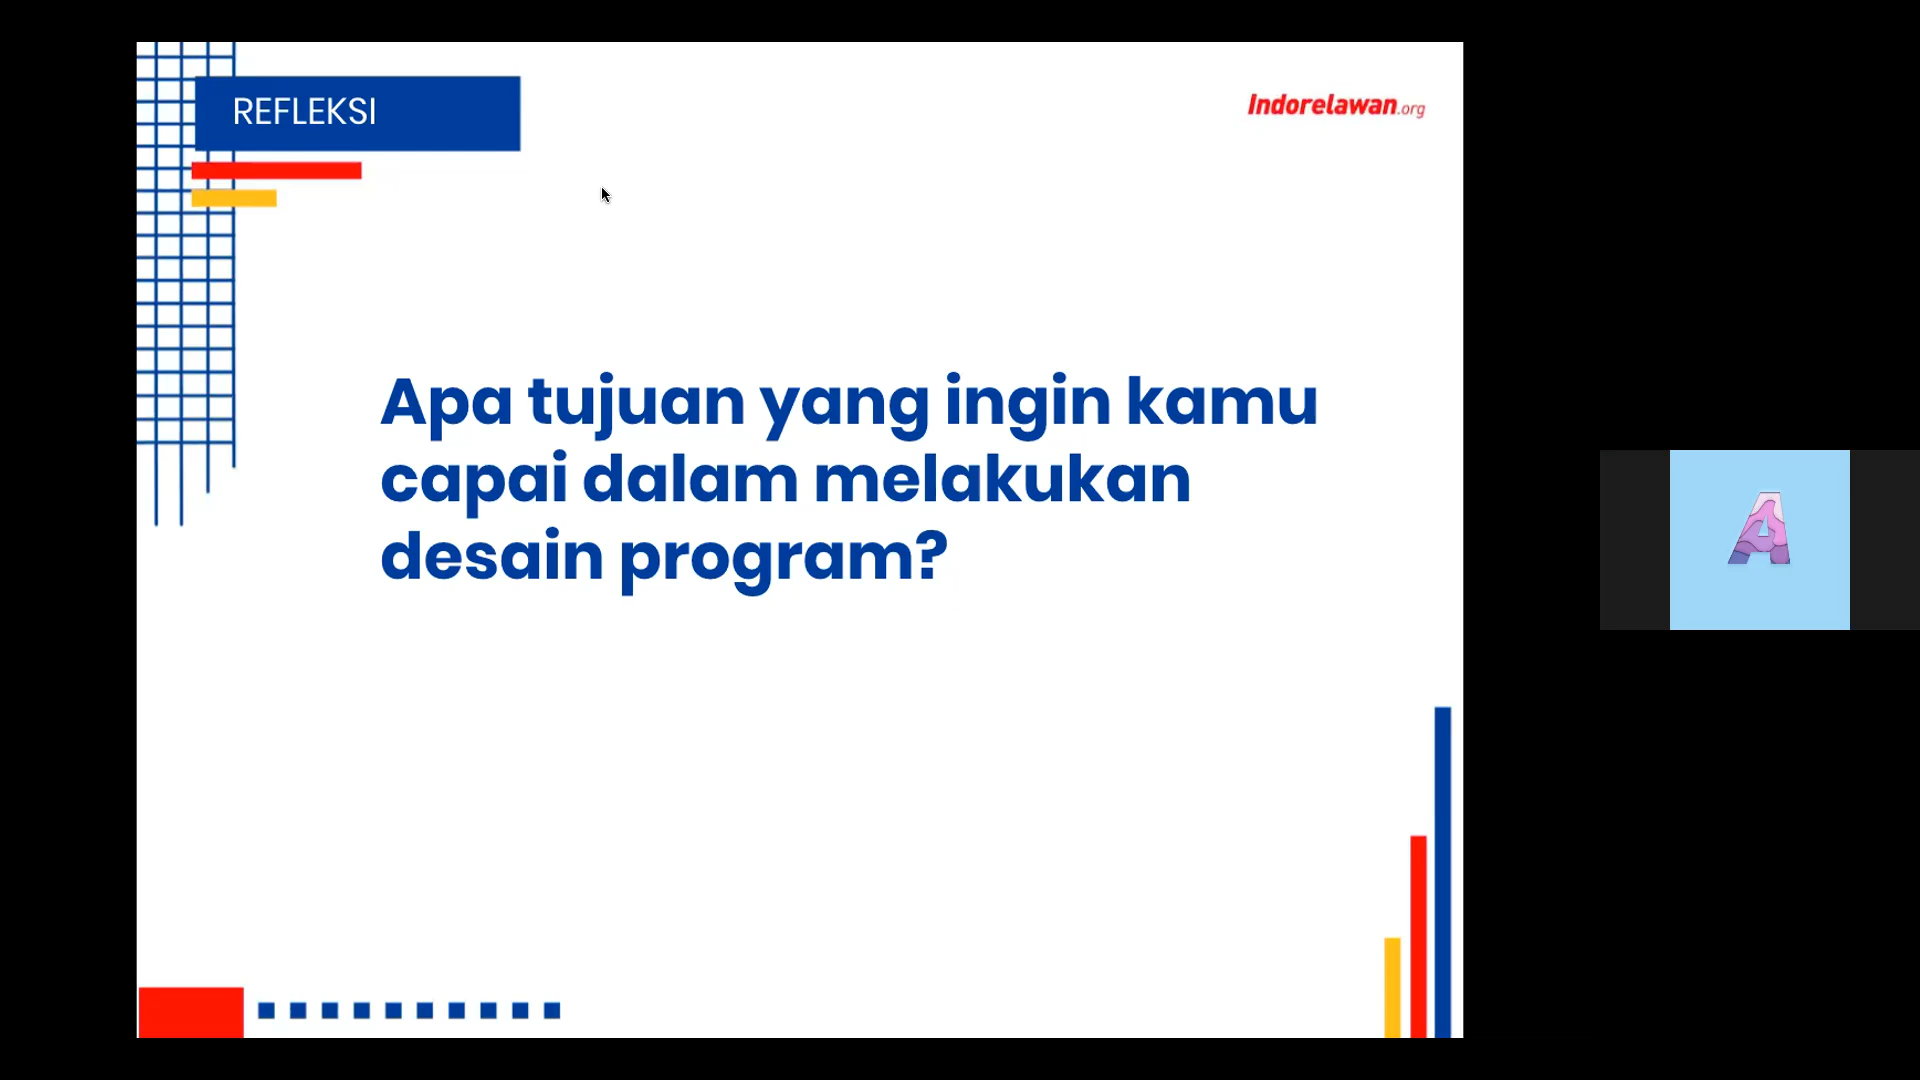 REFLEKSI
Indorelawan.org
Apa tujuan yang ingin kamu
capai dalam melakukan
desain program?
A